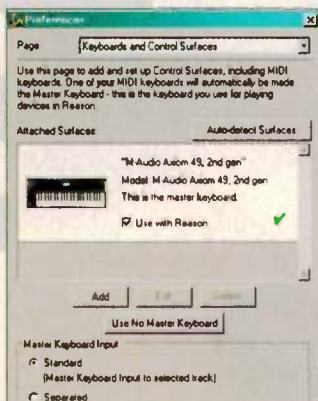 Preferences
Page Keyboards and Control Surfaces
Use this page to add and set up Control Surfaces, including MIDI
keyboards. One of your MIDI keyboards will automatically be made
the Master Keyboard - this is the keyboard you use for playing
devices in Reason.
Attached Surfaces: Auto-detect Surfaces
"M-Audio Axiom 49, 2nd gen"
Model: M-Audio Axiom 49, 2nd gen
This is the master keyboard.
Use with Reason
Add
Use No Master Keyboard
Master Keyboard Input
Standard
(Master Keyboard Input to selected track)
Separated